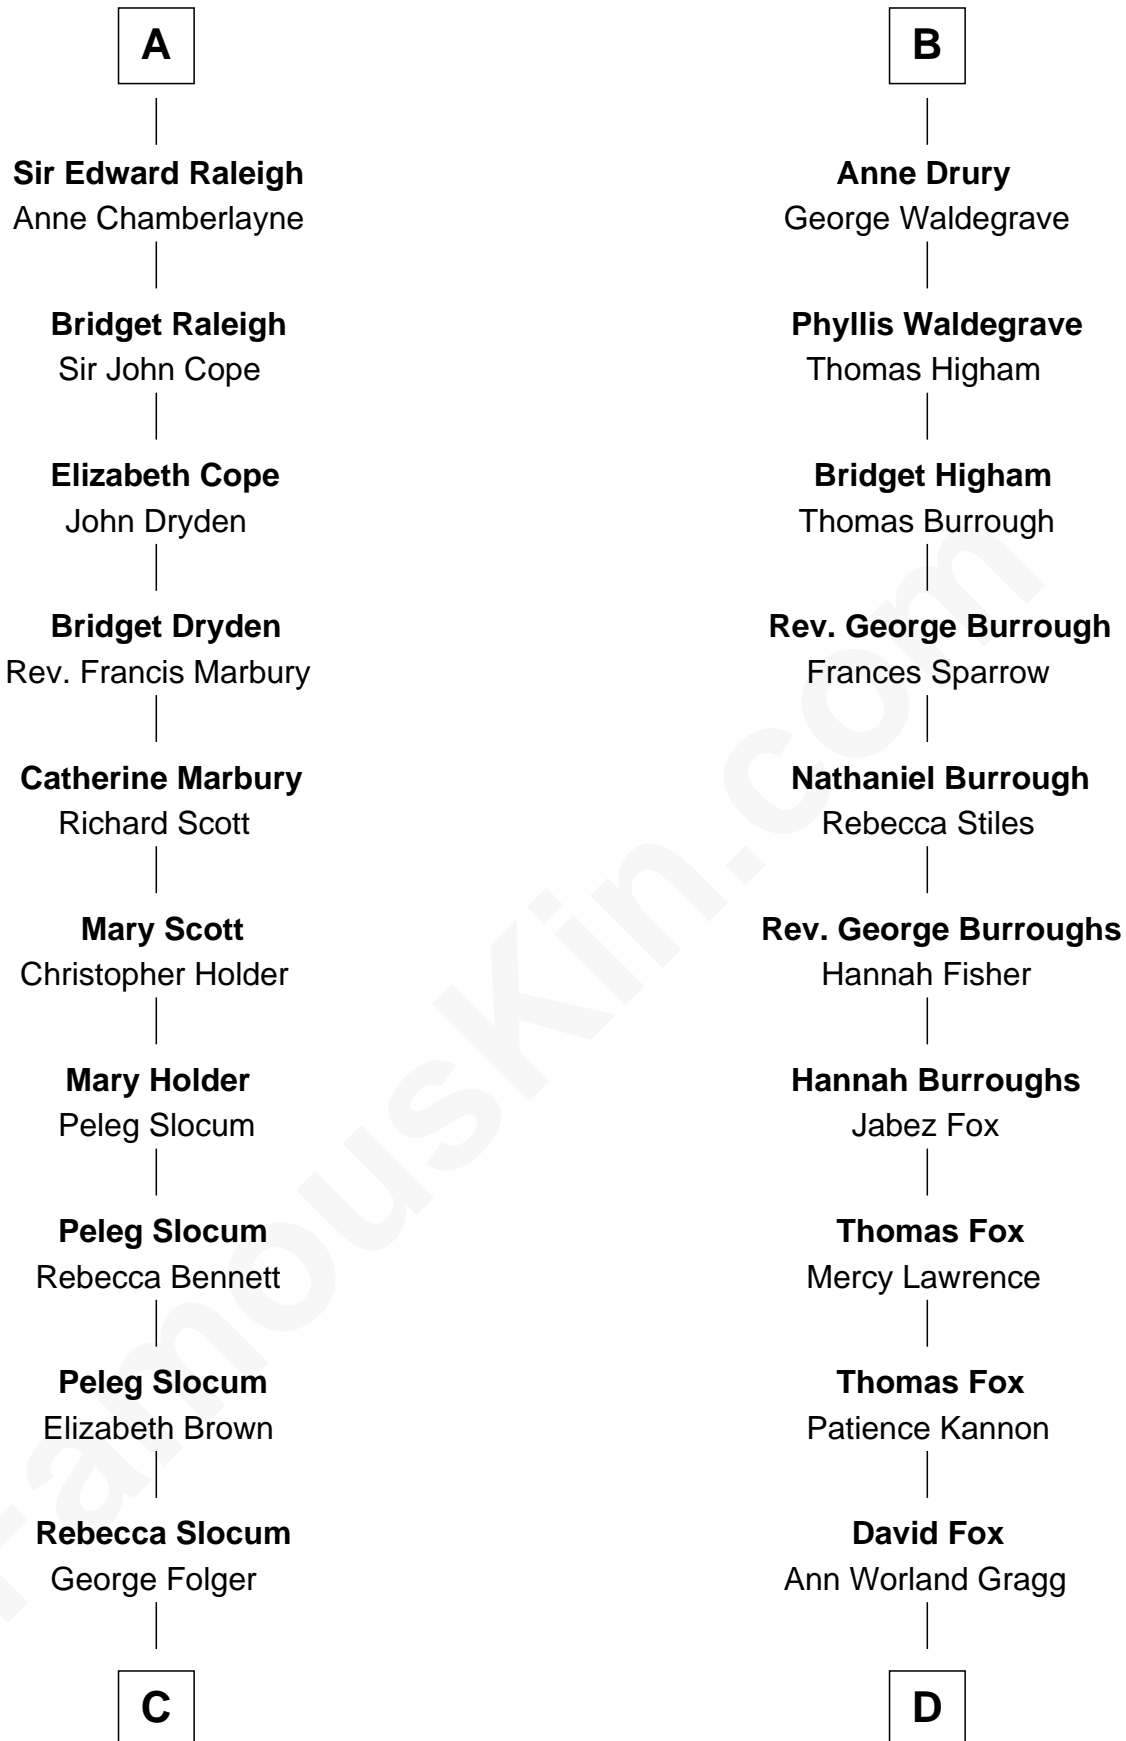 A
Sir Edward Raleigh
Anne Chamberlayne
Bridget Raleigh
Sir John Cope
Elizabeth Cope
John Dryden
Bridget Dryden
Rev. Francis Marbury
Catherine Marbury
Richard Scott
Mary Scott
Christopher Holder
Mary Holder
Peleg Slocum
Peleg Slocum
Rebecca Bennett
Peleg Slocum
Elizabeth Brown
Rebecca Slocum
George Folger
C
B
Anne Drury
George Waldegrave
Phyllis Waldegrave
Thomas Higham
Bridget Higham
Thomas Burrough
Rev. George Burrough
Frances Sparrow
Nathaniel Burrough
Rebecca Stiles
Rev. George Burroughs
Hannah Fisher
Hannah Burroughs
Jabez Fox
Thomas Fox
Mercy Lawrence
Thomas Fox
Patience Kannon
David Fox
Ann Worland Gragg
D
FamousKin.com